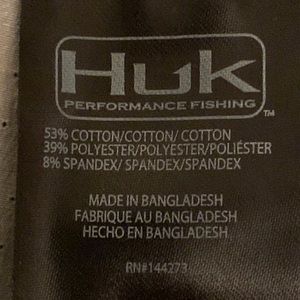 Huk
PERFORMANCE FISHING
TM
53% COTTON/COTTON/ COTTON
39% POLYESTER/POLYESTER/POLIÉSTER
8% SPANDEX/ SPANDEX/SPANDEX
MADE IN BANGLADESH
FABRIQUE AU BANGLADESH
HECHO EN BANGLADESH
RN#144273